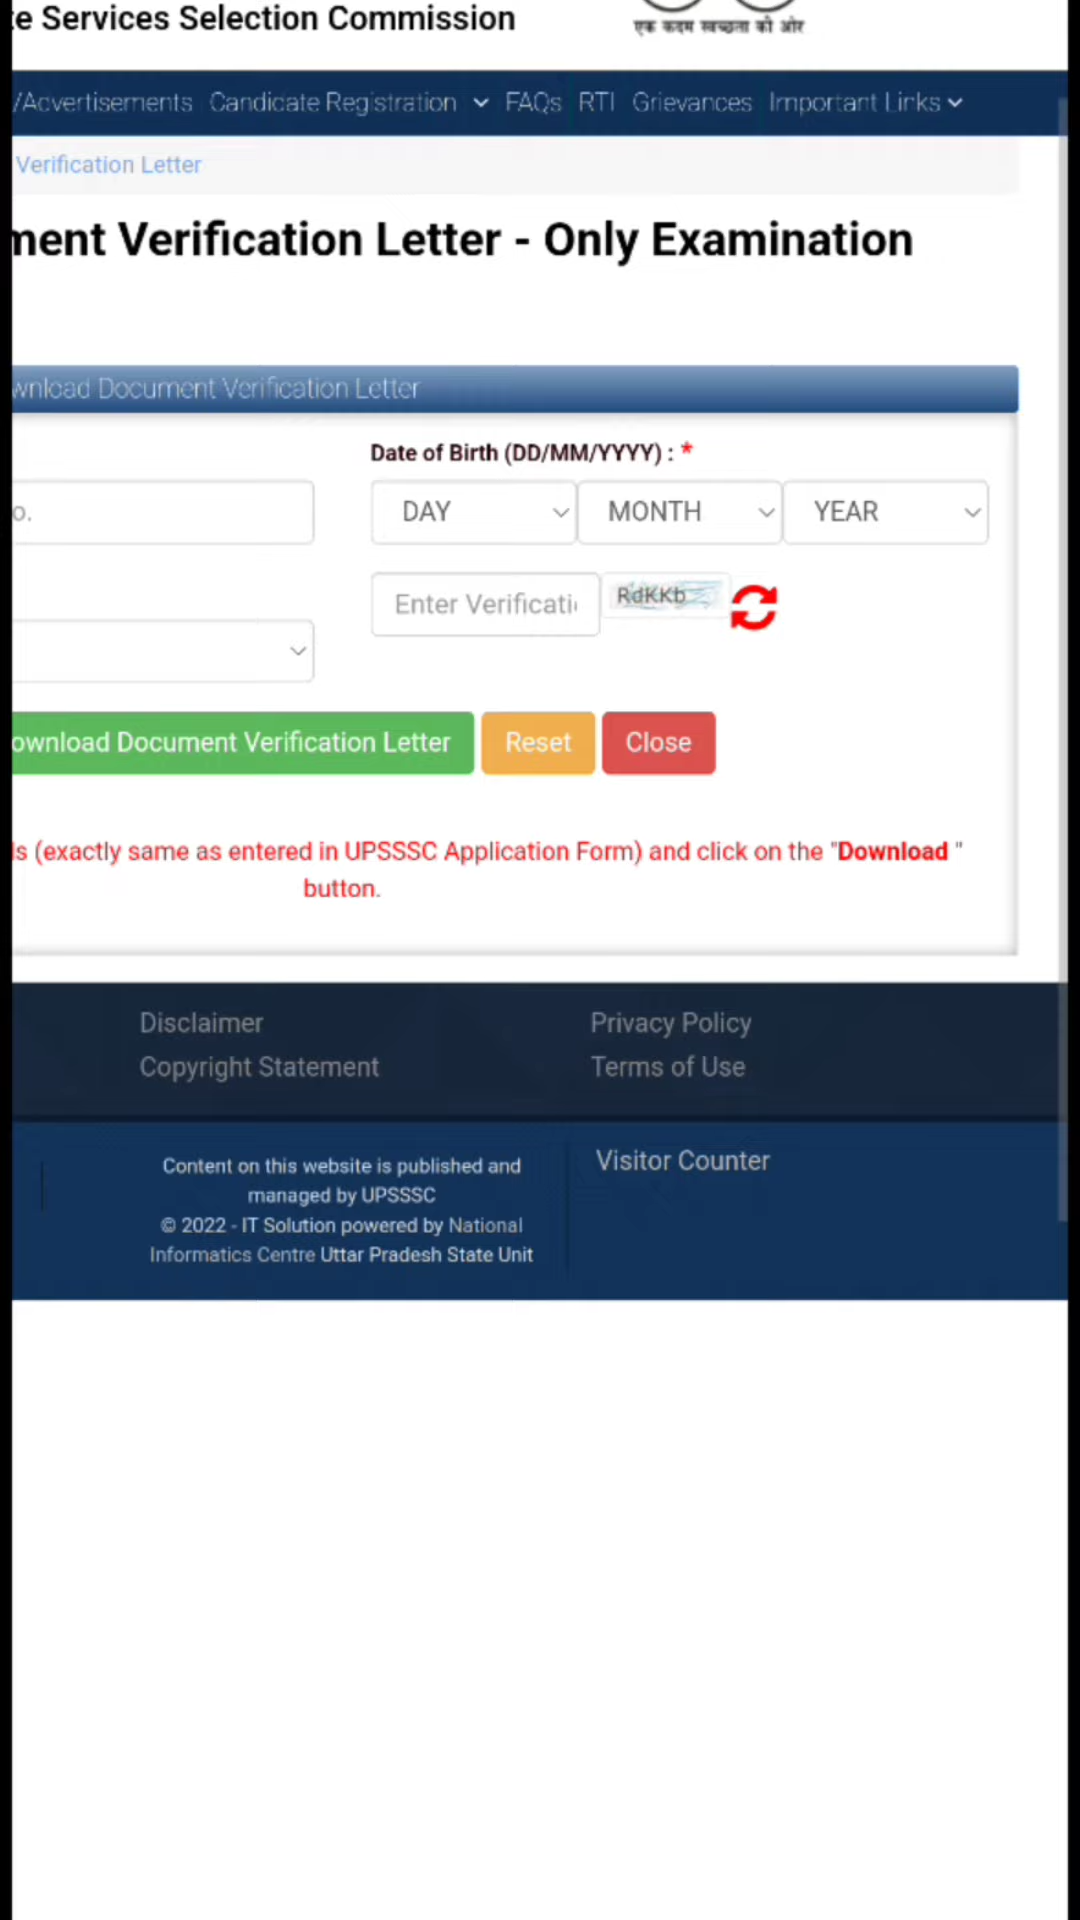 e Services Selection Commission
एक कदम स्वच्छता की ओर
/Advertisements Candidate Registration FAQs RTI Grievances Important Links
Verification Letter
ment Verification Letter - Only Examination
wnload Document Verification Letter
Date of Birth (DD/MM/YYYY) : *
o. DAY MONTH YEAR
Enter Verificati RdKKb
ownload Document Verification Letter Reset Close
ls (exactly same as entered in UPSSSC Application Form) and click on the "Download "
button.
Disclaimer Privacy Policy
Copyright Statement Terms of Use
Content on this website is published and Visitor Counter
managed by UPSSSC
© 2022 - IT Solution powered by National
Informatics Centre Uttar Pradesh State Unit